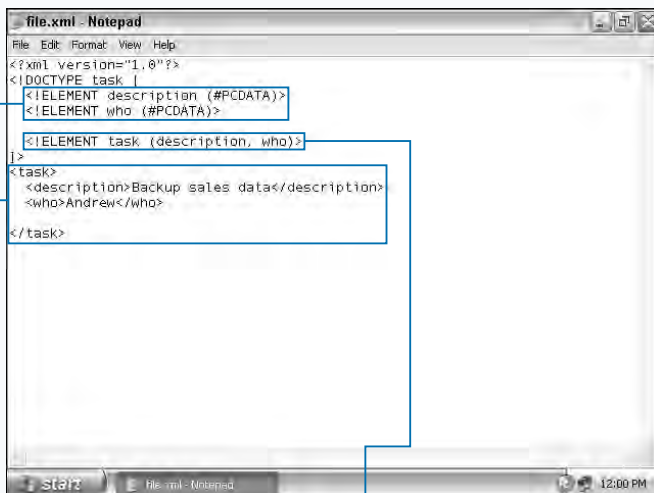 file.xml - Notepad
File Edit Format View Help
<?xml version="1.0"?>
<!DOCTYPE task [
<!ELEMENT description (#PCDATA)>
<!ELEMENT who (#PCDATA)>
<!ELEMENT task (description, who)>
]>
<task>
<description>Backup sales data</description>
<who>Andrew</who>
</task>
start file.xml - Notepad 12:00 PM